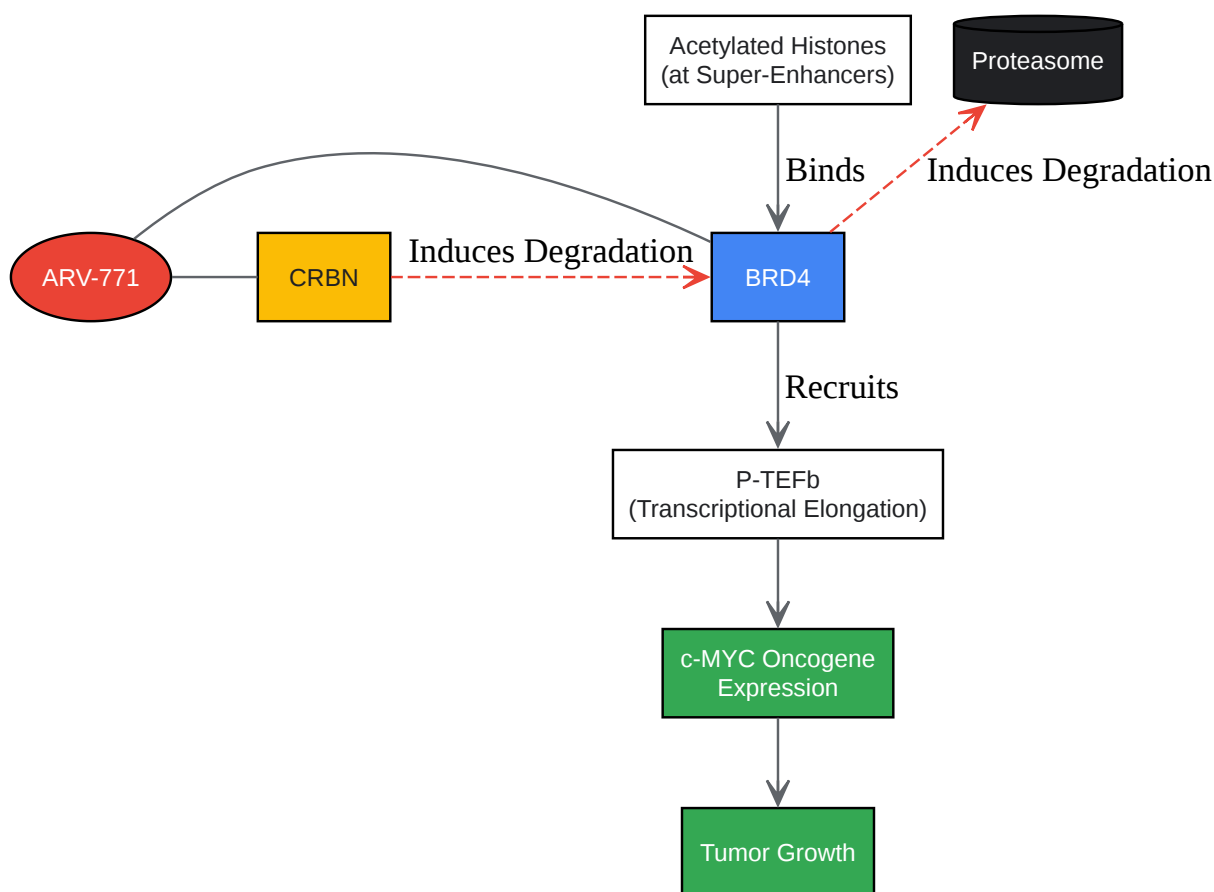 Acetylated Histones
(at Super-Enhancers)
Proteasome
Binds
Induces Degradation
ARV-771
CRBN
Induces Degradation
BRD4
Recruits
P-TEFb
(Transcriptional Elongation)
c-MYC Oncogene
Expression
Tumor Growth